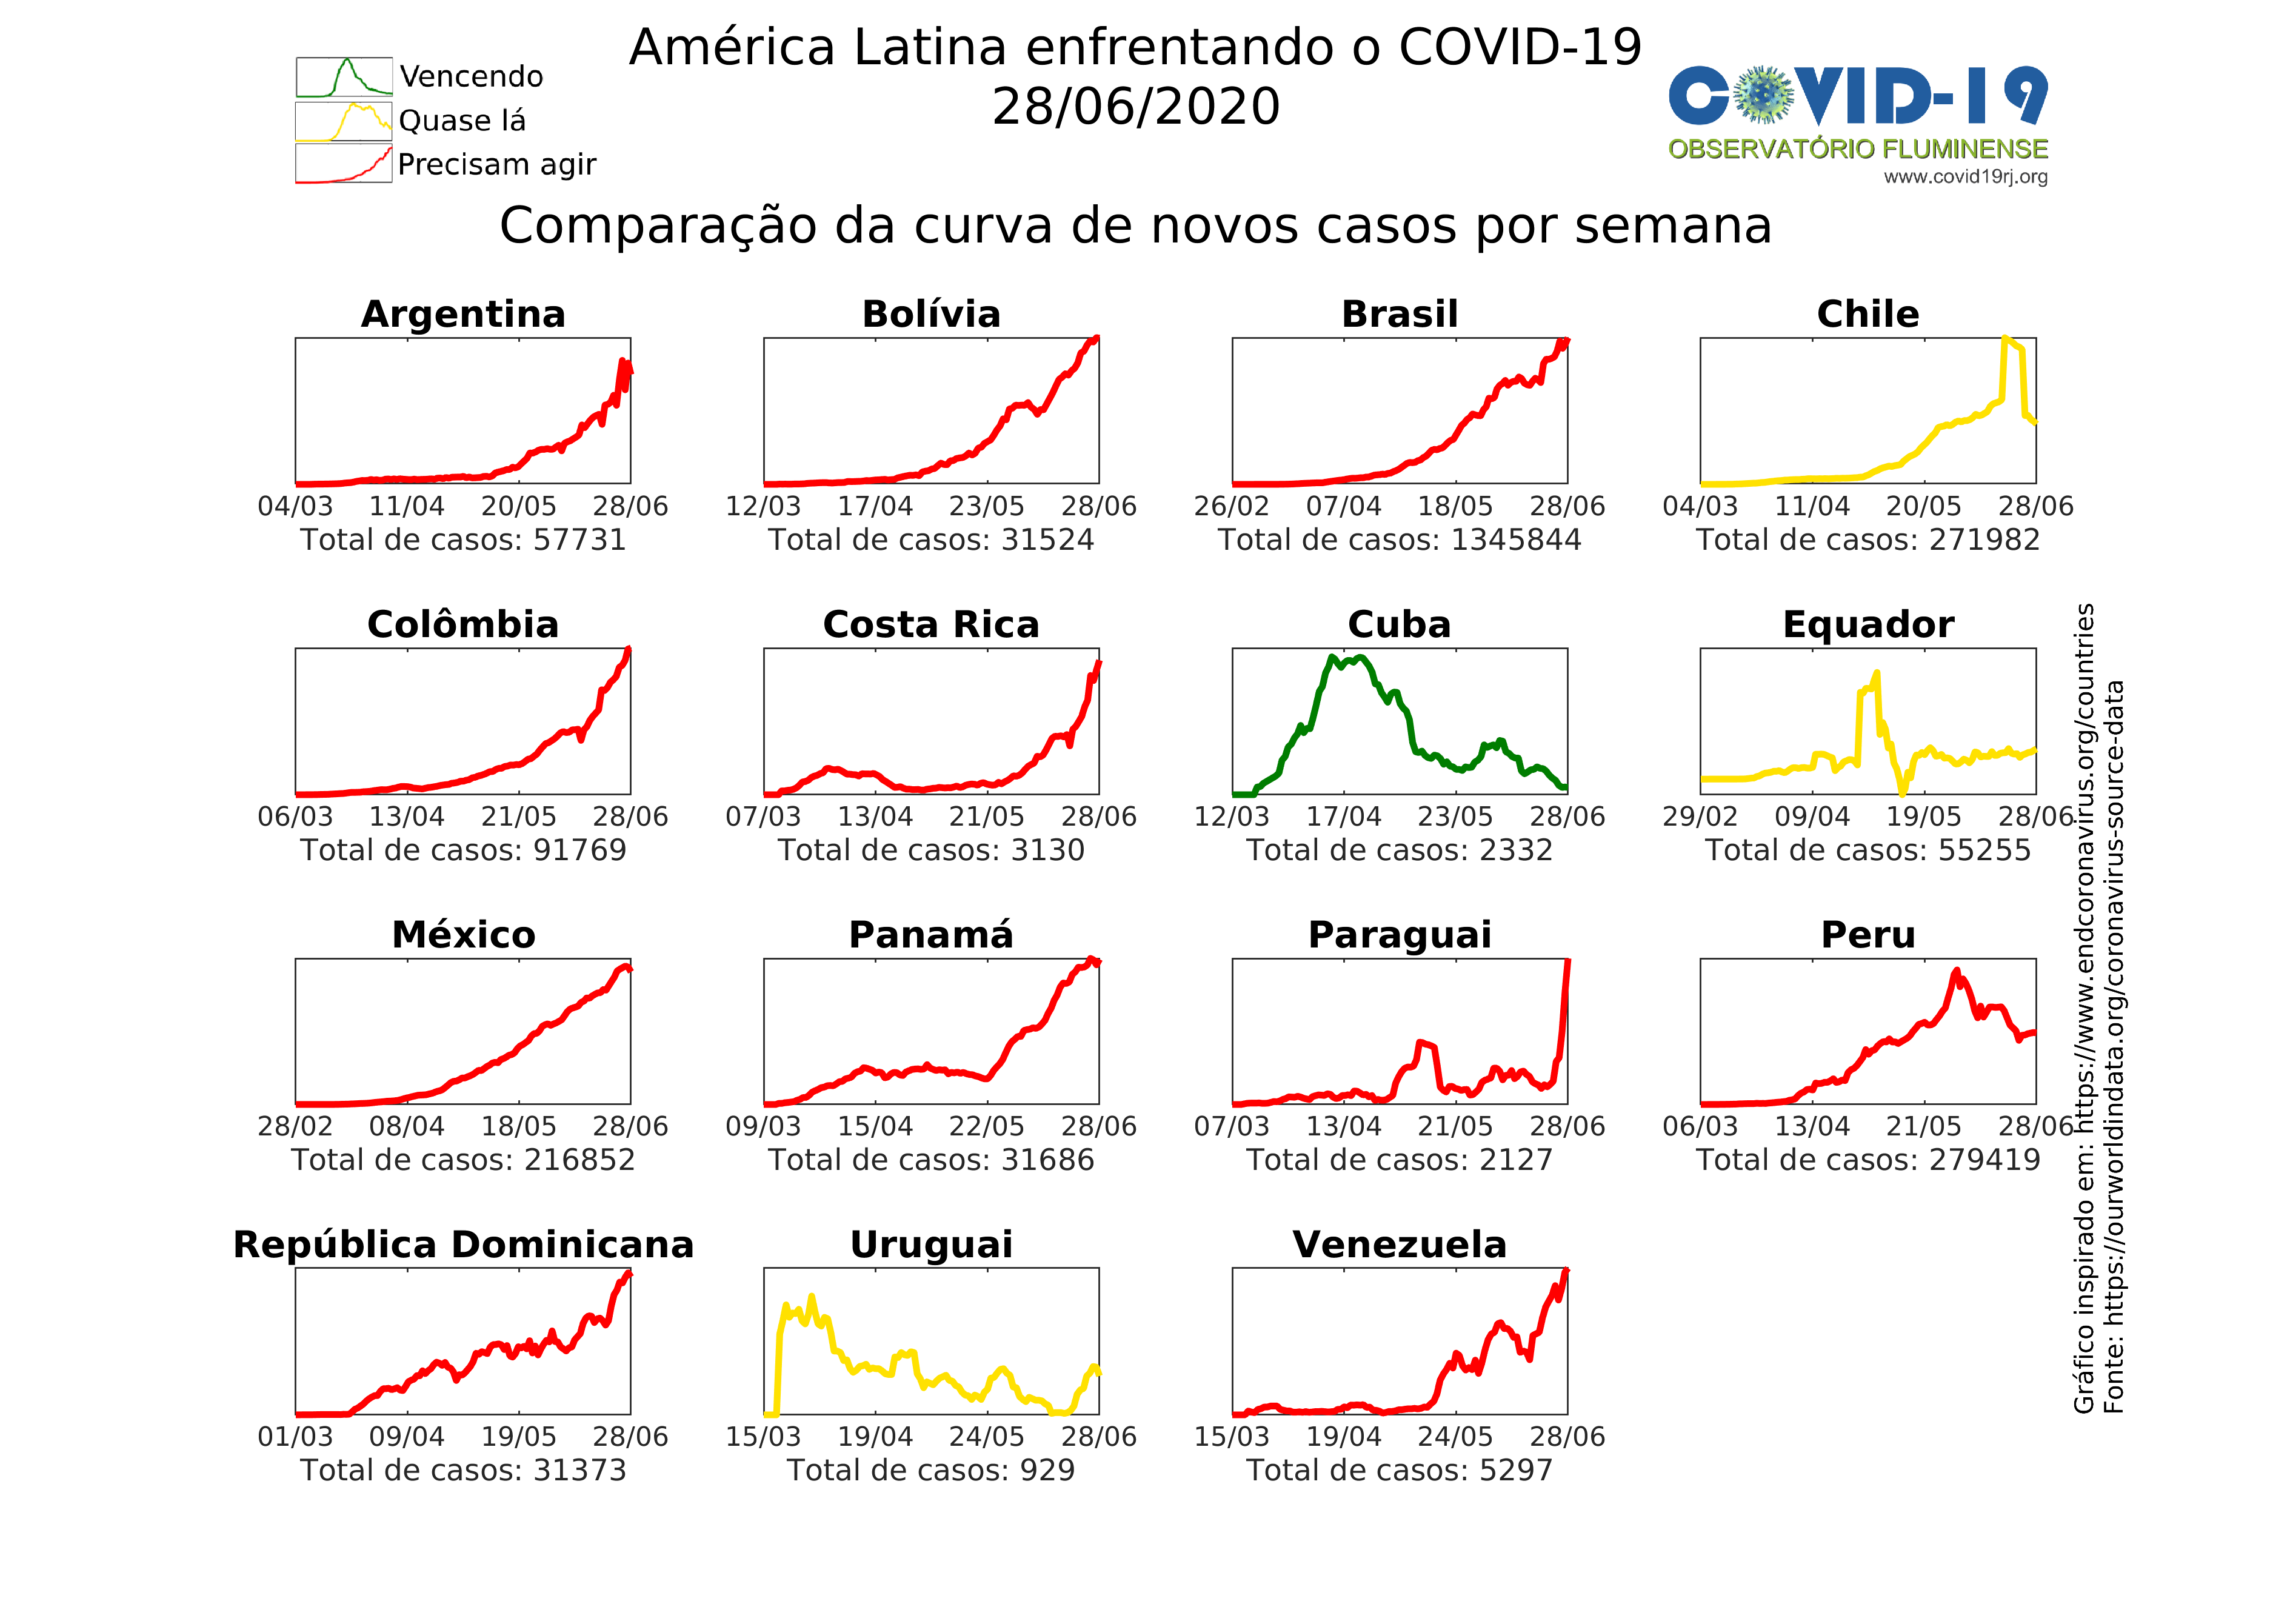 América Latina enfrentando o COVID-19
28/06/2020
Vencendo
Quase lá
Precisam agir
COVID-19
OBSERVATÓRIO FLUMINENSE
www.covid19rj.org
Comparação da curva de novos casos por semana
Argentina
04/03 11/04 20/05 28/06
Total de casos: 57731
Bolívia
12/03 17/04 23/05 28/06
Total de casos: 31524
Brasil
26/02 07/04 18/05 28/06
Total de casos: 1345844
Chile
04/03 11/04 20/05 28/06
Total de casos: 271982
Colômbia
06/03 13/04 21/05 28/06
Total de casos: 91769
Costa Rica
07/03 13/04 21/05 28/06
Total de casos: 3130
Cuba
12/03 17/04 23/05 28/06
Total de casos: 2332
Equador
29/02 09/04 19/05 28/06
Total de casos: 55255
México
28/02 08/04 18/05 28/06
Total de casos: 216852
Panamá
09/03 15/04 22/05 28/06
Total de casos: 31686
Paraguai
07/03 13/04 21/05 28/06
Total de casos: 2127
Peru
06/03 13/04 21/05 28/06
Total de casos: 279419
República Dominicana
01/03 09/04 19/05 28/06
Total de casos: 31373
Uruguai
15/03 19/04 24/05 28/06
Total de casos: 929
Venezuela
15/03 19/04 24/05 28/06
Total de casos: 5297
Gráfico inspirado em: https://www.endcoronavirus.org/countries
Fonte: https://ourworldindata.org/coronavirus-source-data